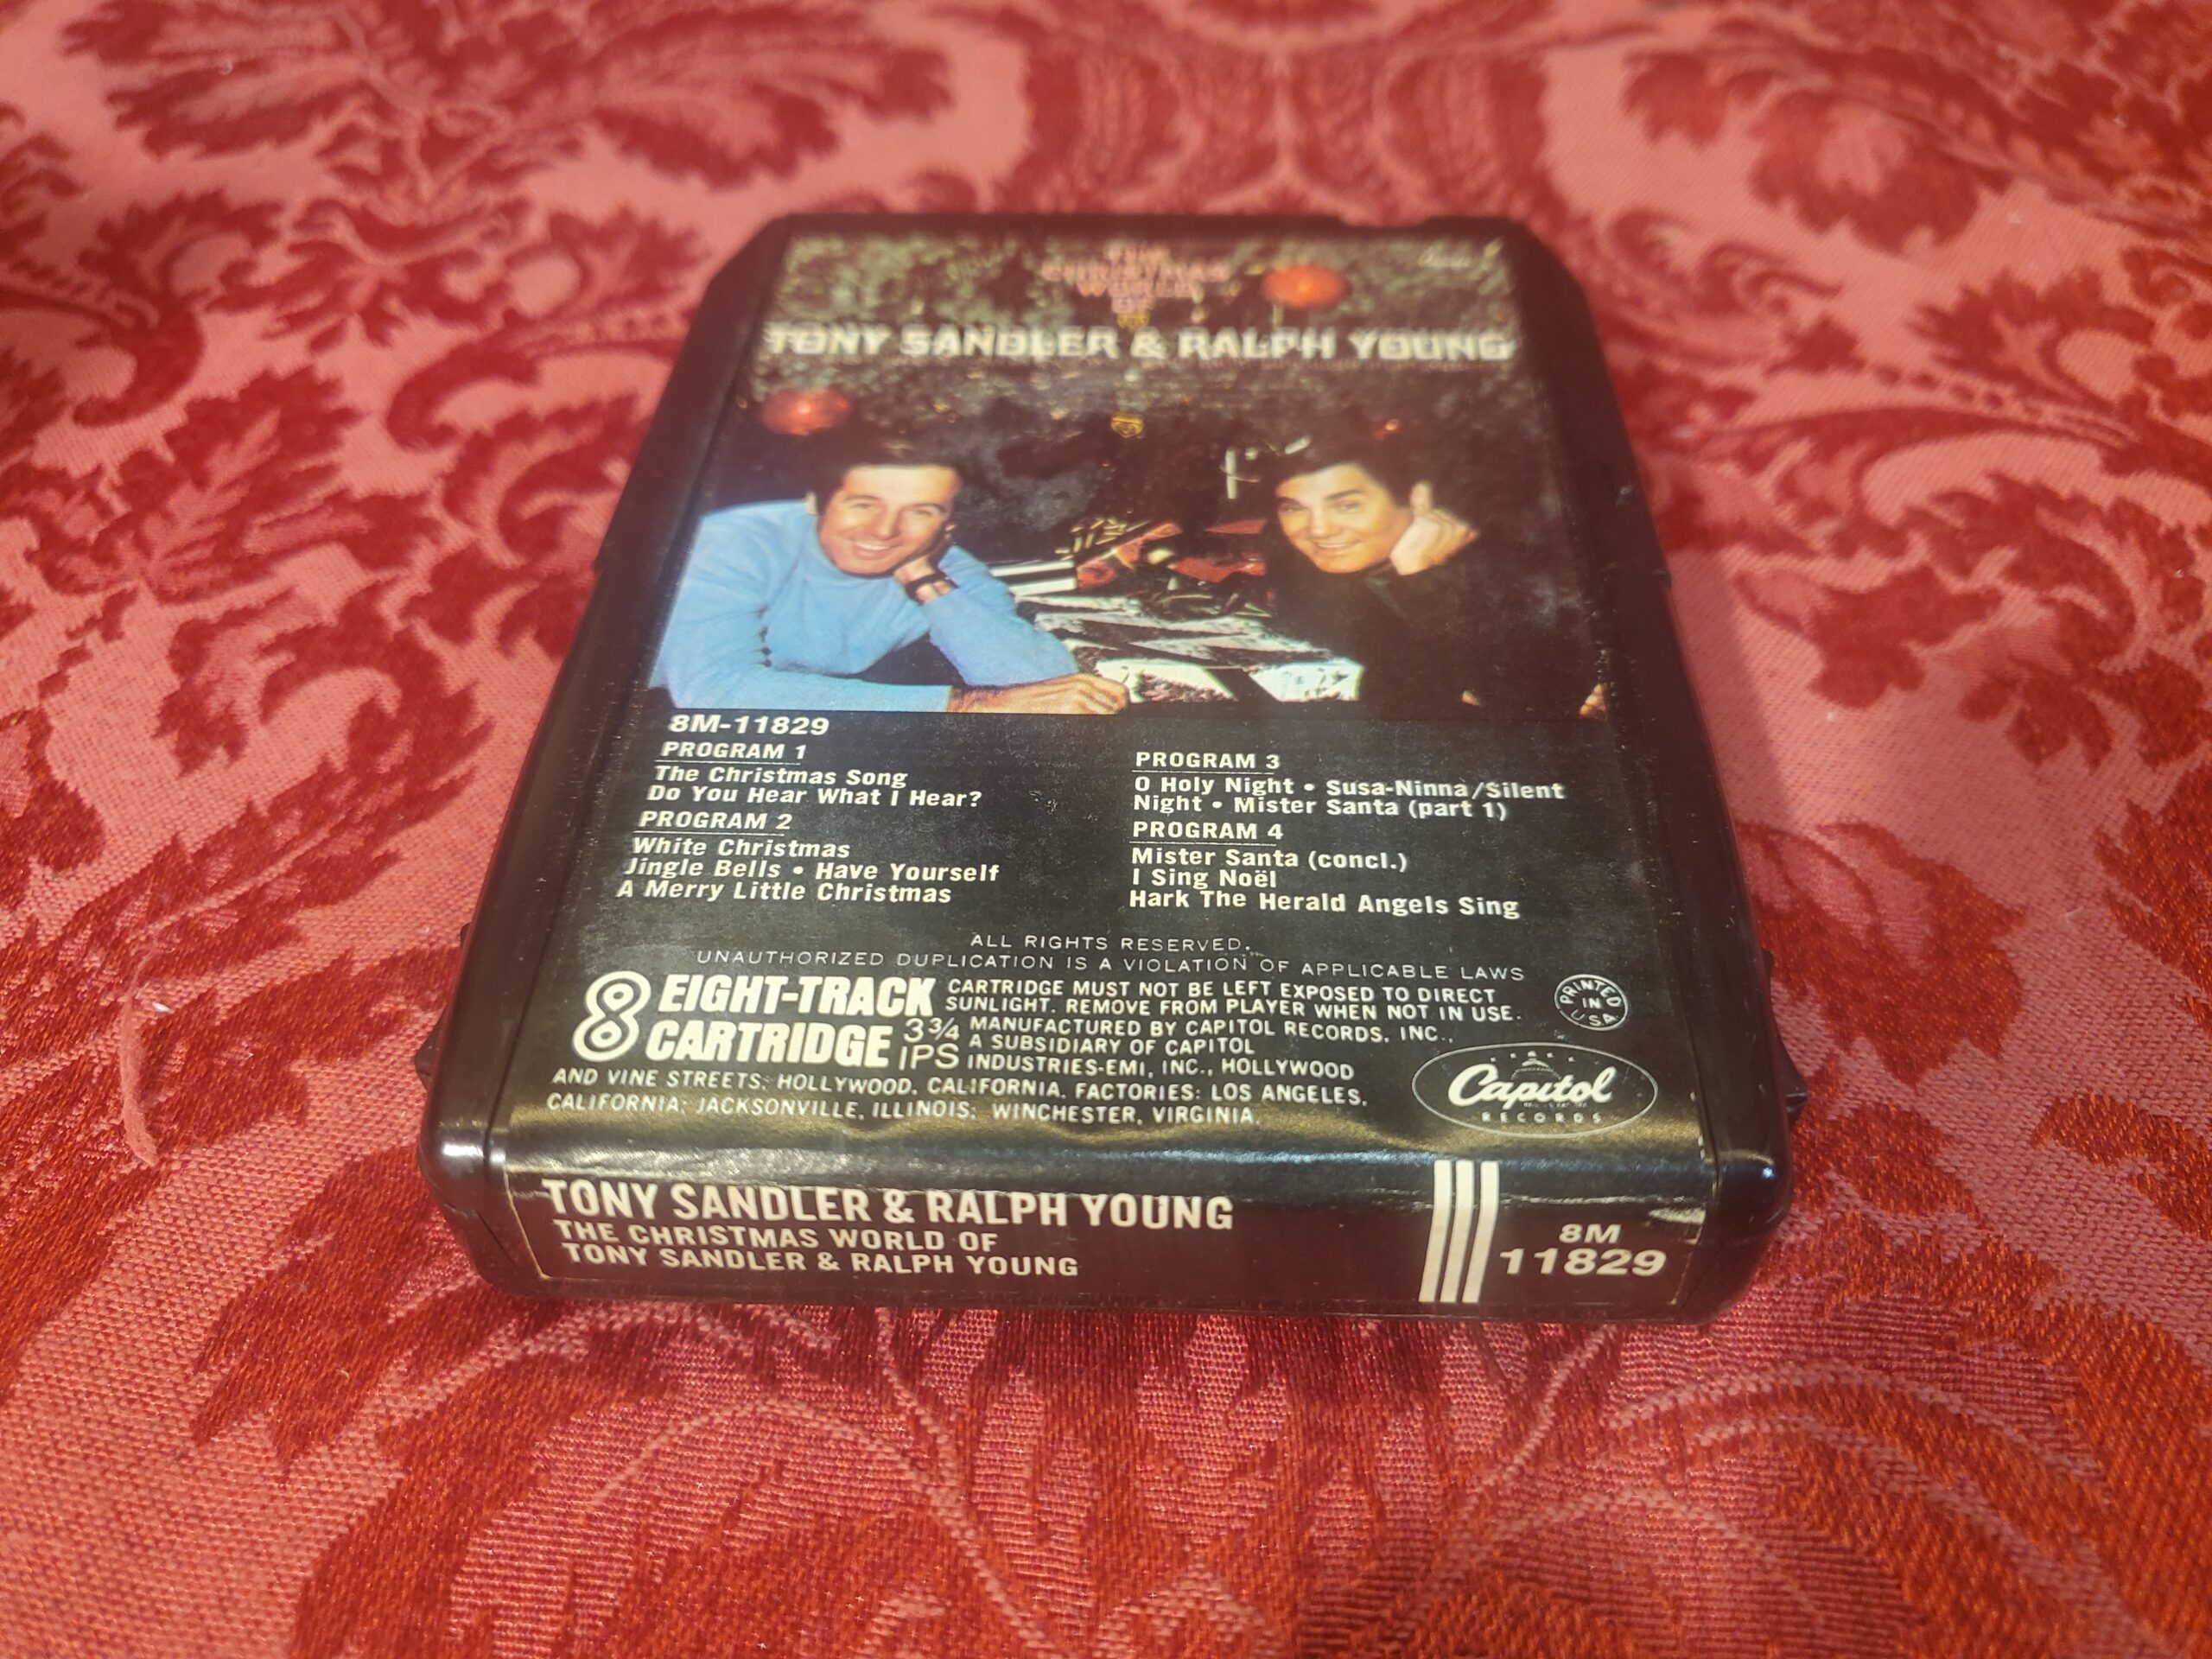 THE
CHRISTMAS
WORLD
OF
TONY SANDLER & RALPH YOUNG
8M-11829
PROGRAM 1
The Christmas Song
Do You Hear What I Hear?
PROGRAM 2
White Christmas
Jingle Bells • Have Yourself
A Merry Little Christmas
PROGRAM 3
O Holy Night • Susa-Ninna/Silent
Night • Mister Santa (part 1)
PROGRAM 4
Mister Santa (concl.)
I Sing Noël
Hark The Herald Angels Sing
ALL RIGHTS RESERVED.
UNAUTHORIZED DUPLICATION IS A VIOLATION OF APPLICABLE LAWS
8 EIGHT-TRACK
CARTRIDGE
3 3/4
IPS
CARTRIDGE MUST NOT BE LEFT EXPOSED TO DIRECT
SUNLIGHT. REMOVE FROM PLAYER WHEN NOT IN USE.
MANUFACTURED BY CAPITOL RECORDS, INC.,
A SUBSIDIARY OF CAPITOL
INDUSTRIES-EMI, INC., HOLLYWOOD
AND VINE STREETS, HOLLYWOOD, CALIFORNIA. FACTORIES: LOS ANGELES,
CALIFORNIA; JACKSONVILLE, ILLINOIS; WINCHESTER, VIRGINIA.
PRINTED
IN
USA
Capitol
RECORDS
TONY SANDLER & RALPH YOUNG
THE CHRISTMAS WORLD OF
TONY SANDLER & RALPH YOUNG
8M
11829